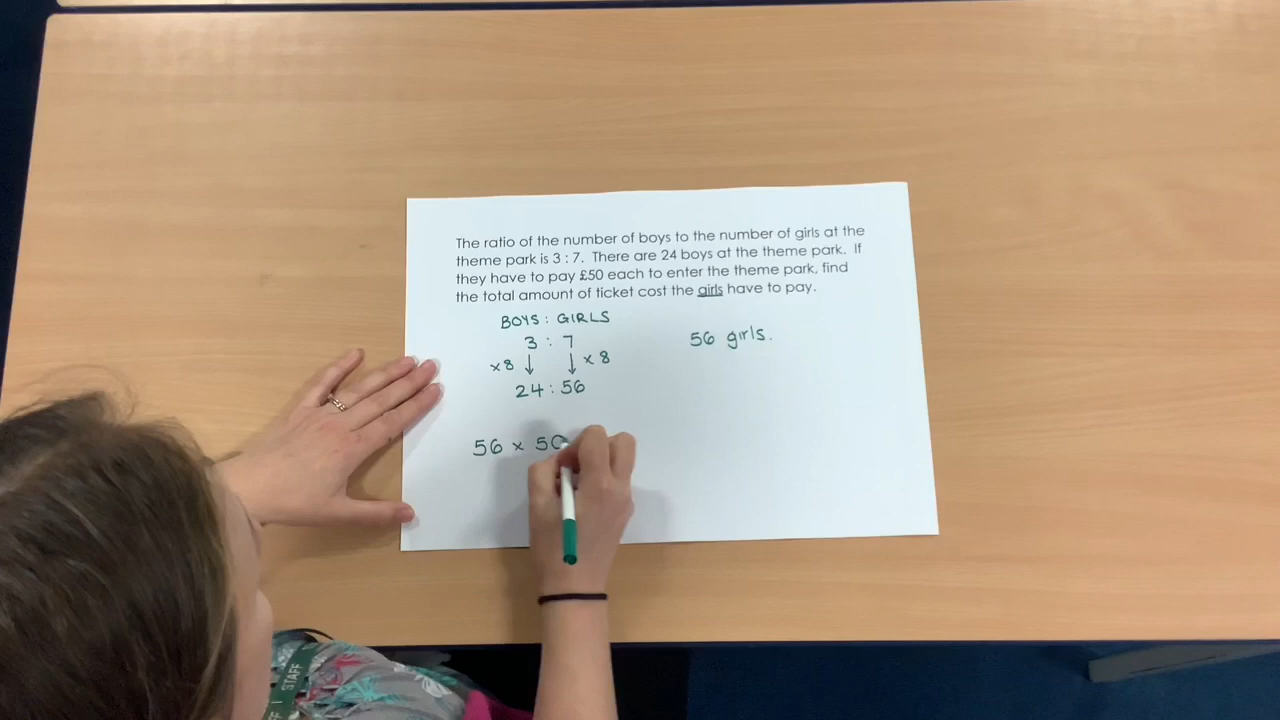 The ratio of the number of boys to the number of girls at the
theme park is 3 : 7. There are 24 boys at the theme park. If
they have to pay £50 each to enter the theme park, find
the total amount of ticket cost the girls have to pay.
BOYS : GIRLS
3 : 7
x8 ↓ ↓ x 8
24 : 56
56 girls.
56 x 50
STAFF